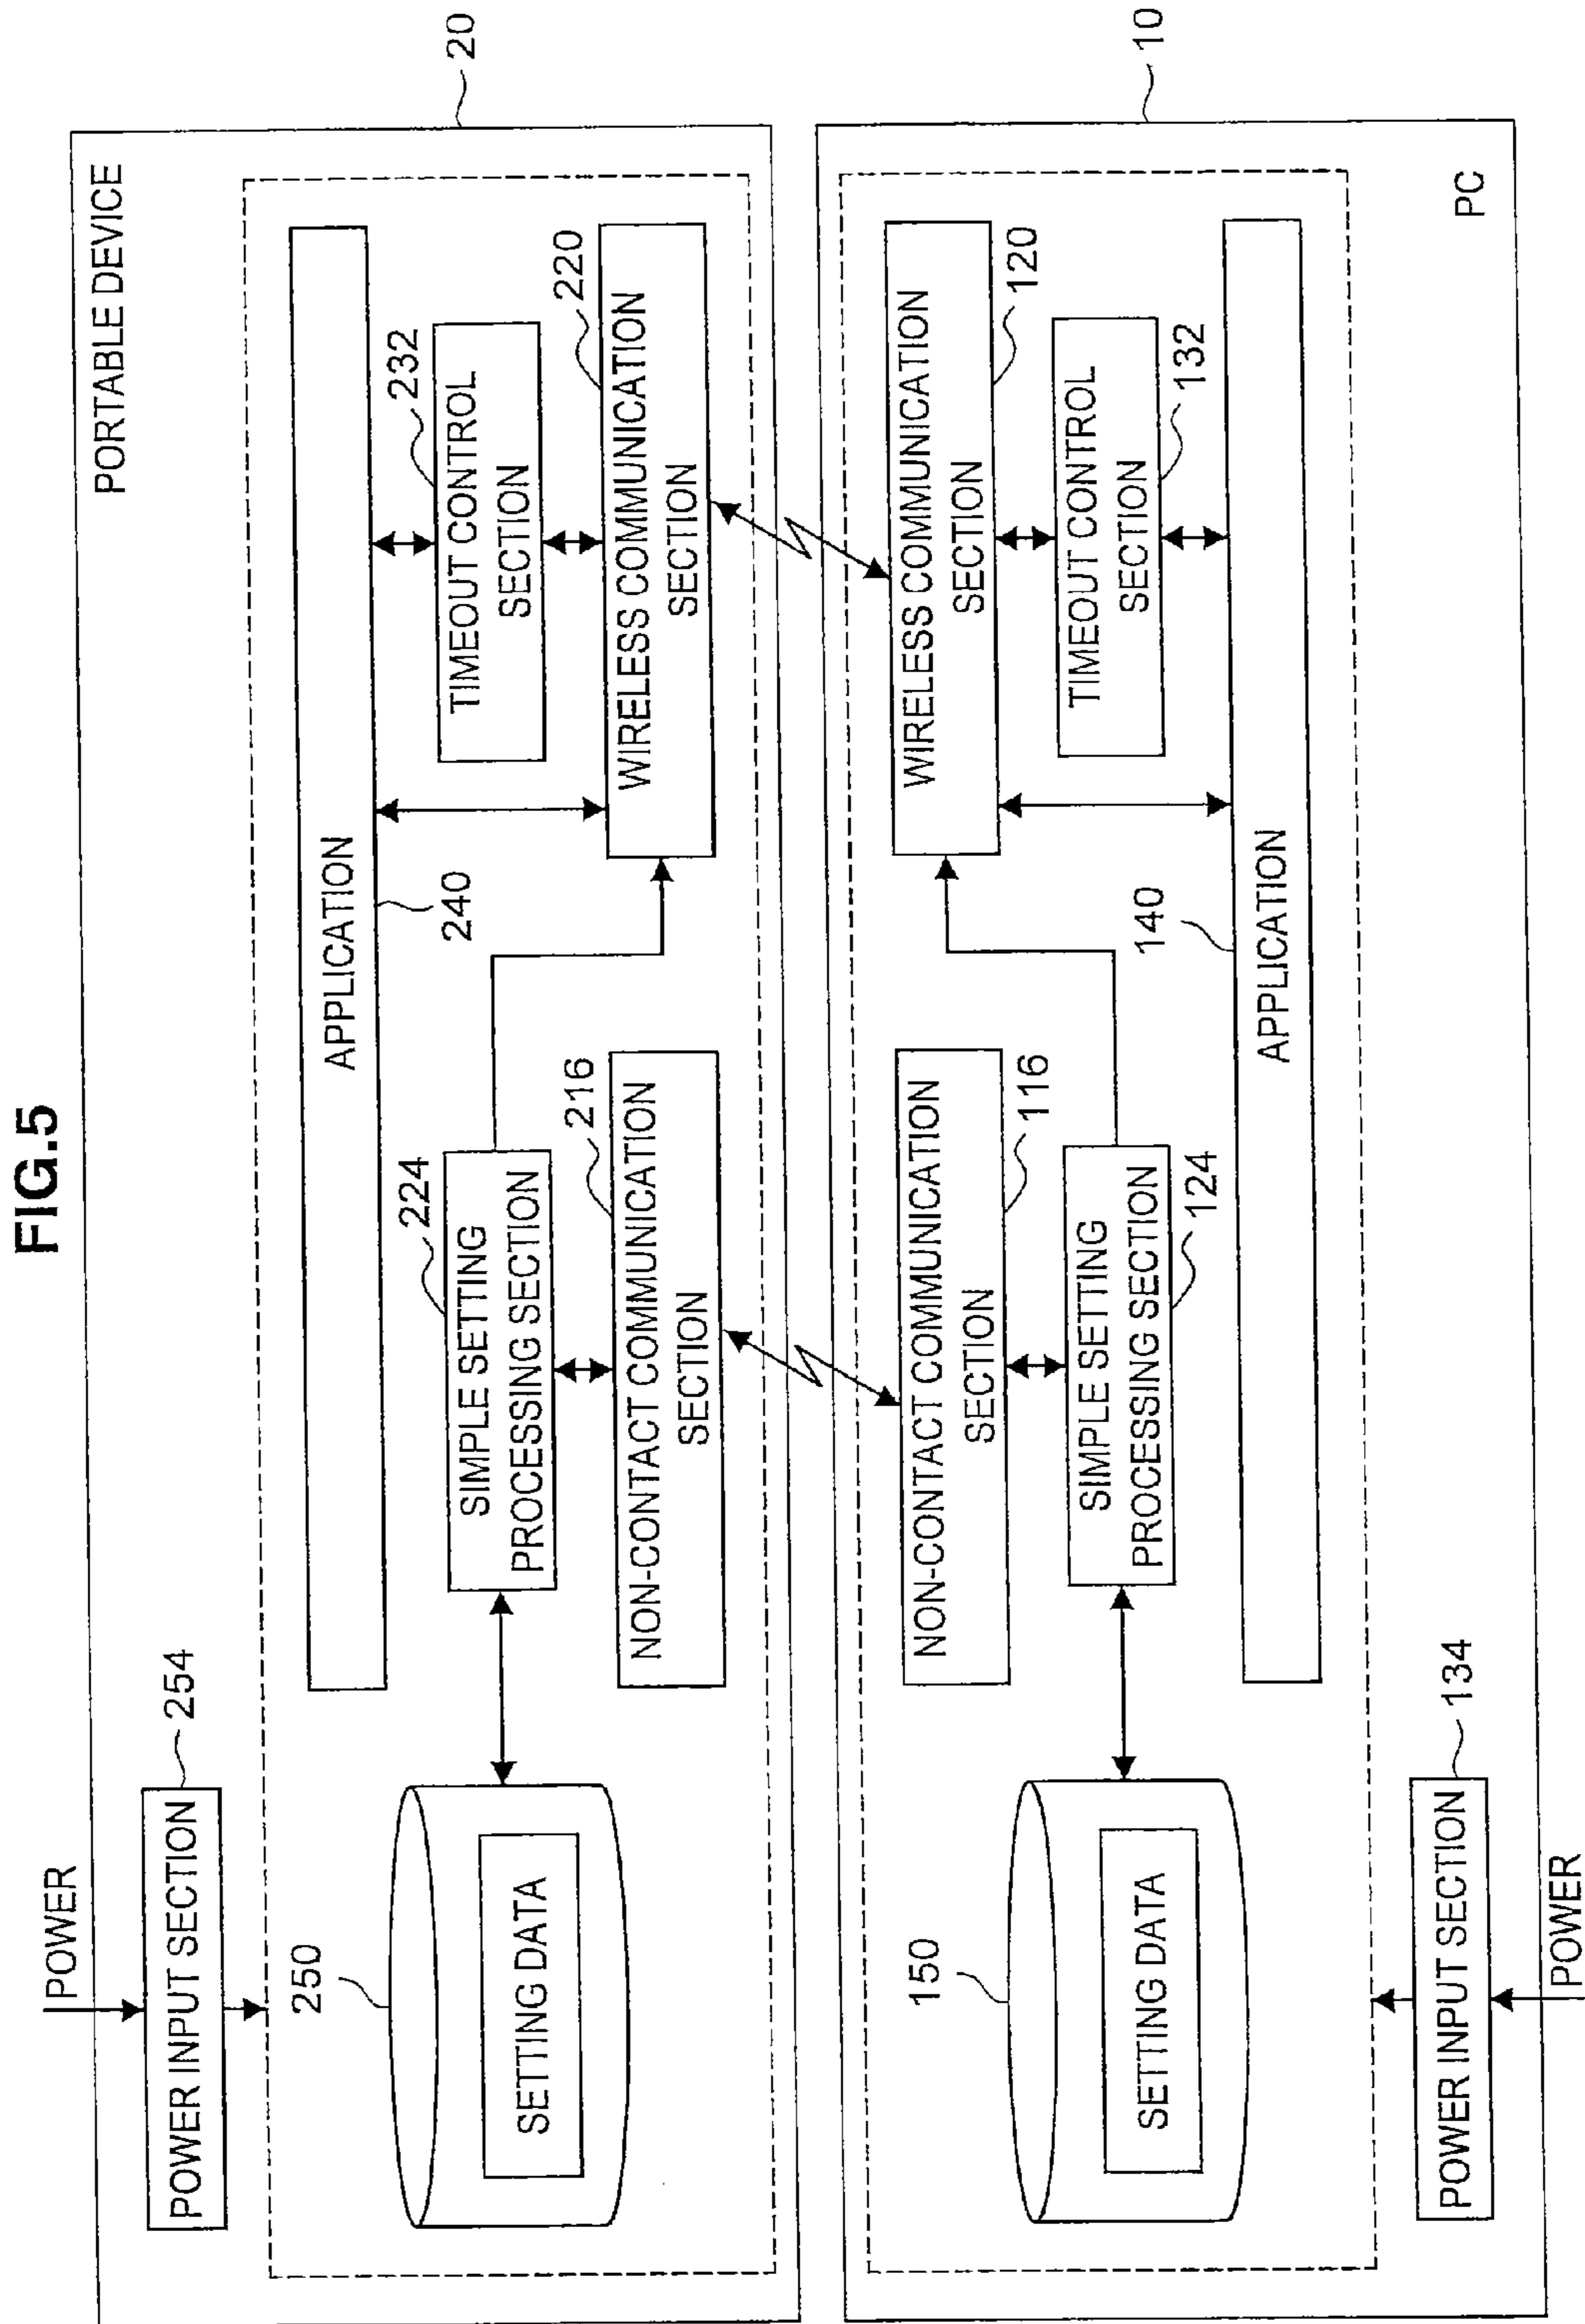 FIG.5
PORTABLE DEVICE
20
POWER
POWER INPUT SECTION
254
APPLICATION
240
250
SETTING DATA
SIMPLE SETTING
PROCESSING SECTION
224
NON-CONTACT COMMUNICATION
SECTION
216
TIMEOUT CONTROL
SECTION
232
WIRELESS COMMUNICATION
SECTION
220
10
150
SETTING DATA
NON-CONTACT COMMUNICATION
SECTION
116
SIMPLE SETTING
PROCESSING SECTION
124
WIRELESS COMMUNICATION
SECTION
120
TIMEOUT CONTROL
SECTION
132
140
APPLICATION
POWER INPUT SECTION
134
POWER
PC